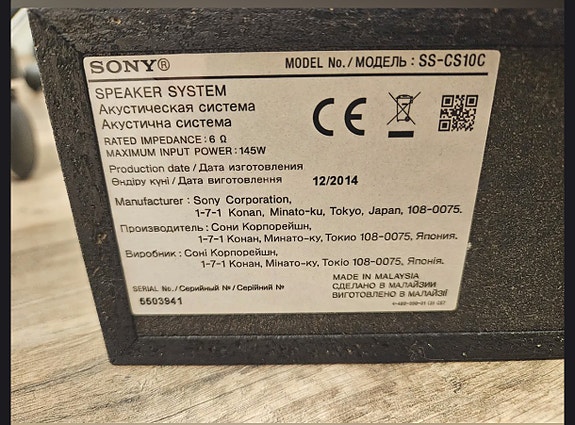 SONY®
MODEL No./МОДЕЛЬ : SS-CS10C
SPEAKER SYSTEM
Акустическая система
Акустична система
RATED IMPEDANCE : 6 Ω
MAXIMUM INPUT POWER : 145W
Production date / Дата изготовления
Өндіру күні / Дата виготовлення 12/2014
Manufacturer : Sony Corporation,
1-7-1 Konan, Minato-ku, Tokyo, Japan, 108-0075.
Производитель : Сони Корпорейшн,
1-7-1 Конан, Минато-ку, Токио 108-0075, Япония.
Виробник : Соні Корпорейшн,
1-7-1 Конан, Мінато-ку, Токіо 108-0075, Японія.
MADE IN MALAYSIA
СДЕЛАНО В МАЛАЙЗИИ
ВИГОТОВЛЕНО В МАЛАЙЗІЇ
SERIAL No./Серийный №/Серійний №
5503941